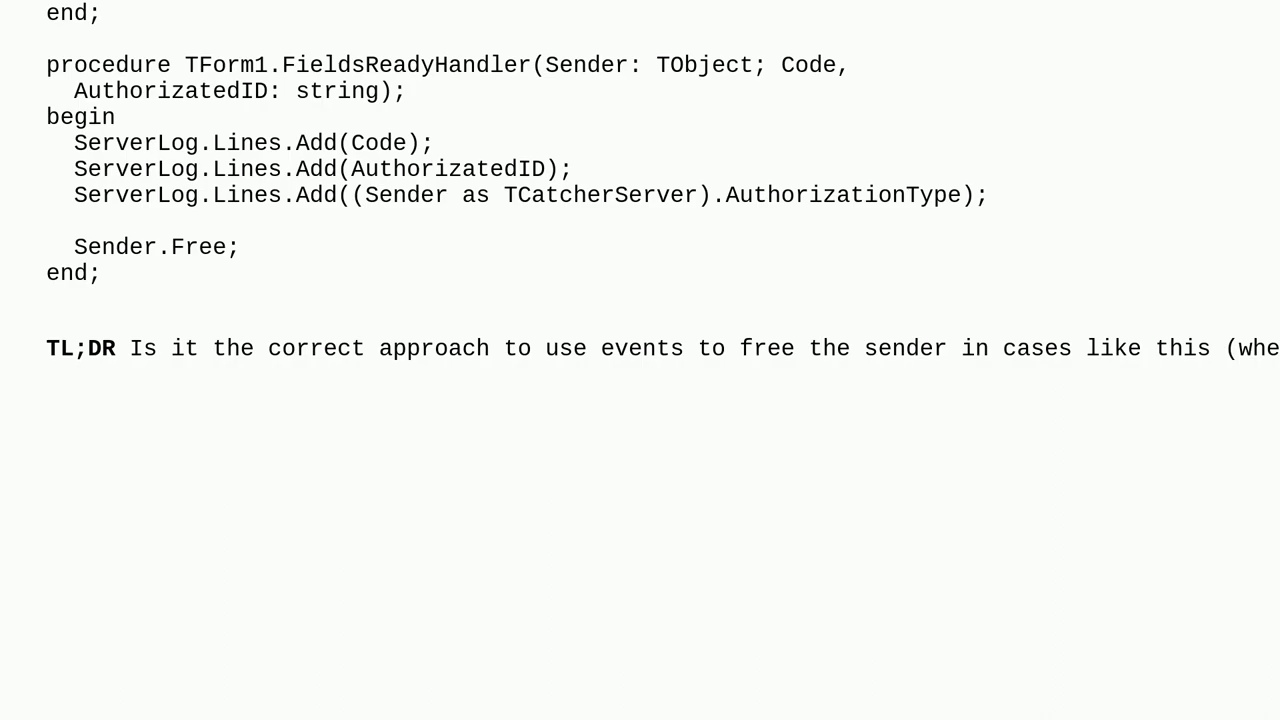 end;
procedure TForm1.FieldsReadyHandler(Sender: TObject; Code,
AuthorizatedID: string);
begin
ServerLog.Lines.Add(Code);
ServerLog.Lines.Add(AuthorizatedID);
ServerLog.Lines.Add((Sender as TCatcherServer).AuthorizationType);
Sender.Free;
end;
TL;DR Is it the correct approach to use events to free the sender in cases like this (whe